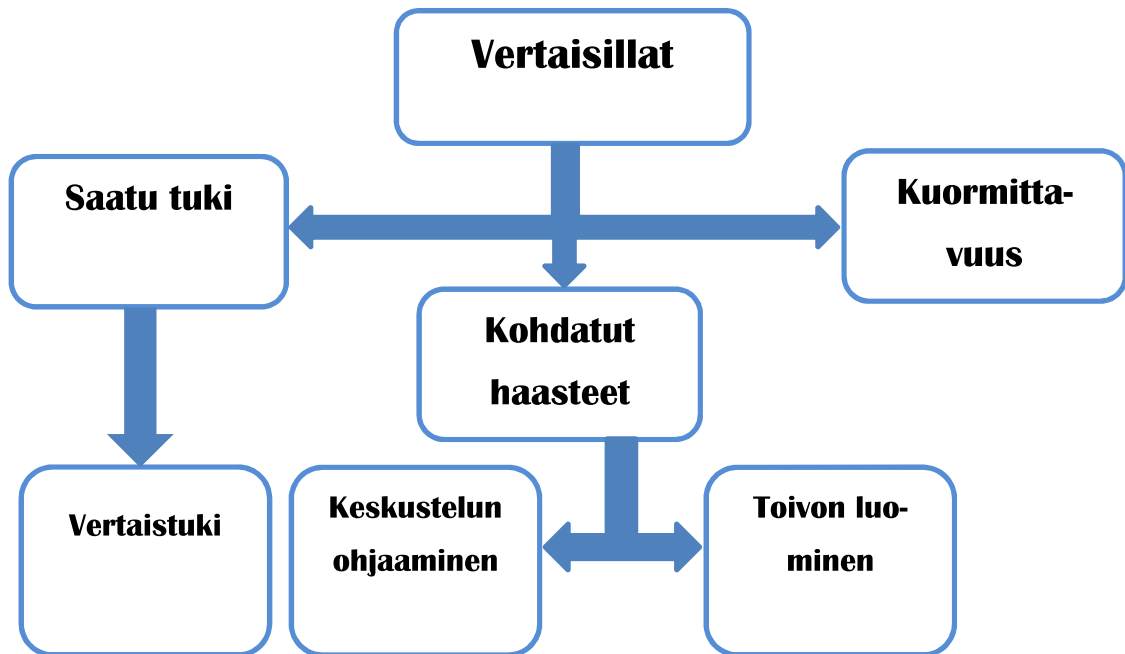 Vertaisillat
Saatu tuki
Kuormitta-
vuus
Kohdatut
haasteet
Vertaistuki
Keskustelun
ohjaaminen
Toivon luo-
minen